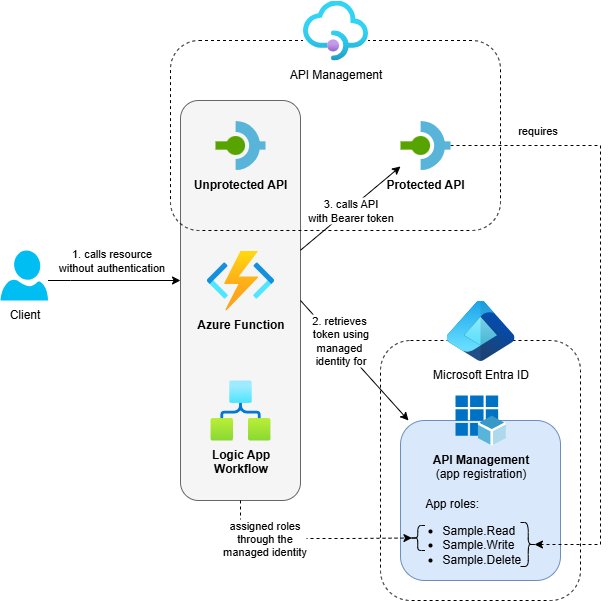 API Management
Unprotected API
Protected API
requires
3. calls API
with Bearer token
1. calls resource
without authentication
Client
Azure Function
2. retrieves
token using
managed
identity for
Microsoft Entra ID
Logic App
Workflow
API Management
(app registration)
App roles:
• Sample.Read
• Sample.Write
• Sample.Delete
assigned roles
through the
managed identity